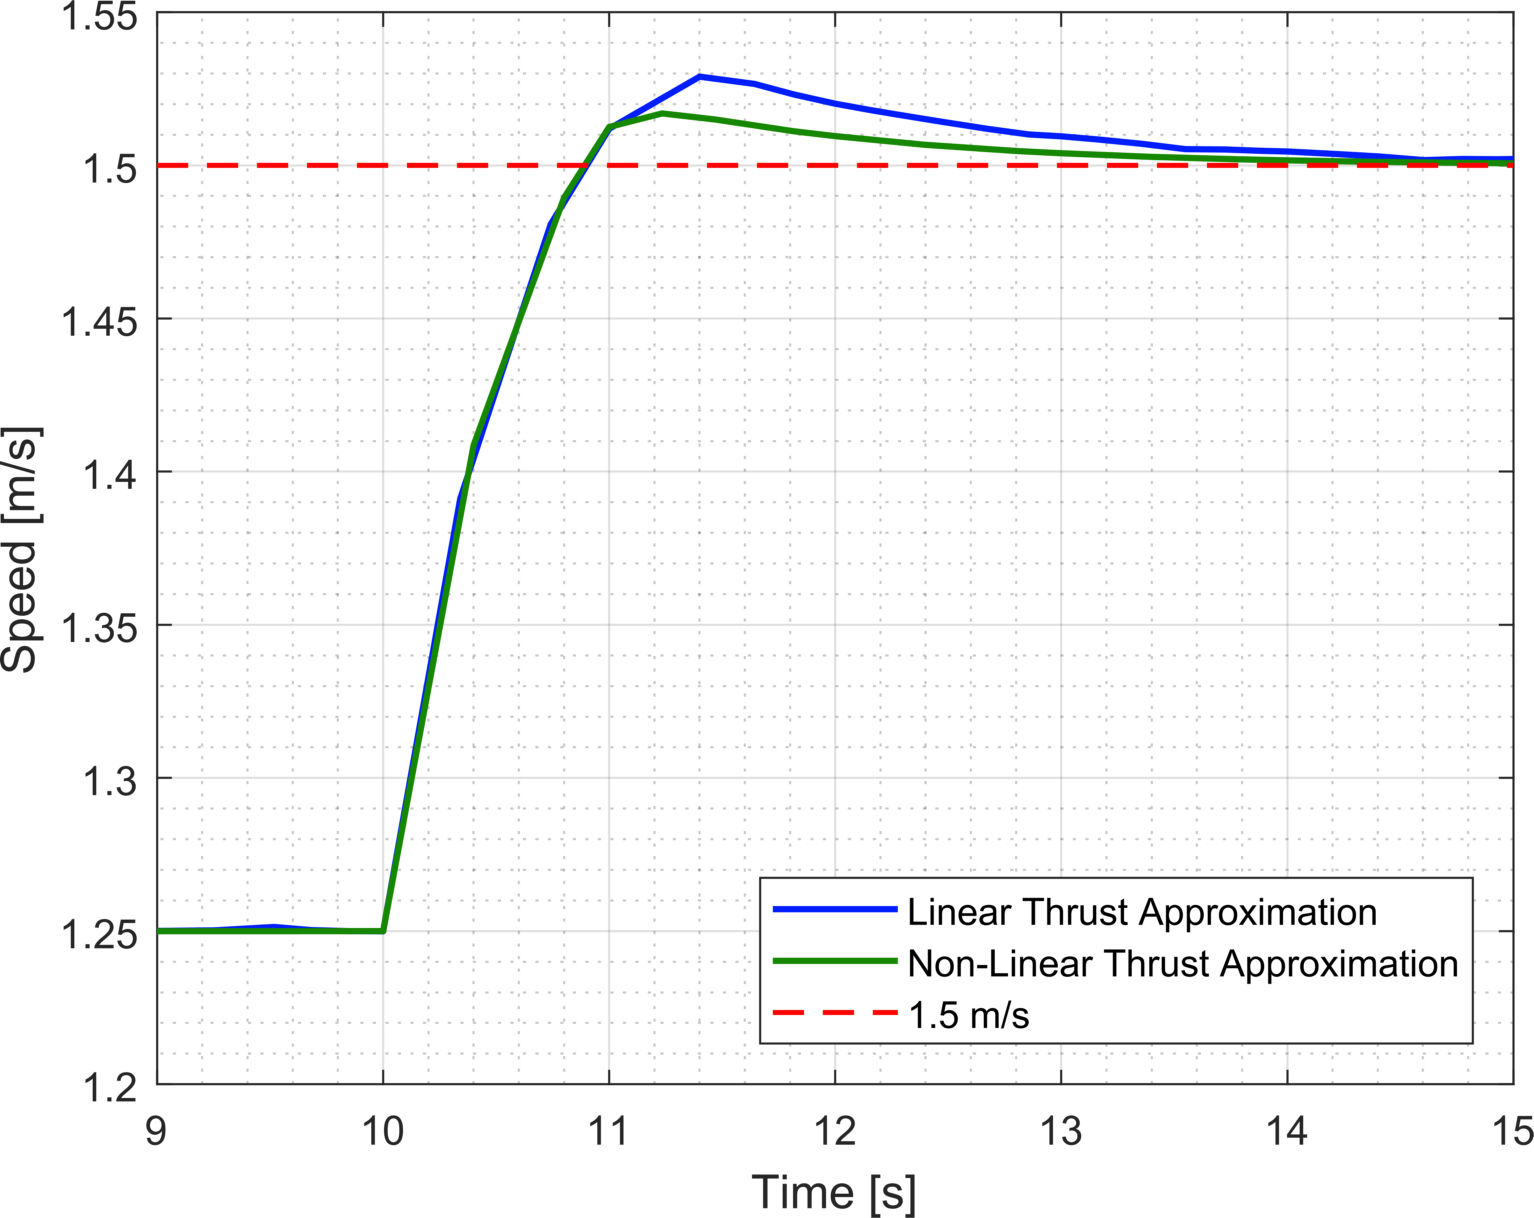 1.55
1.5
1.45
1.4
1.35
1.3
1.25
1.2
Speed [m/s]
Linear Thrust Approximation
Non-Linear Thrust Approximation
1.5 m/s
9 10 11 12 13 14 15
Time [s]